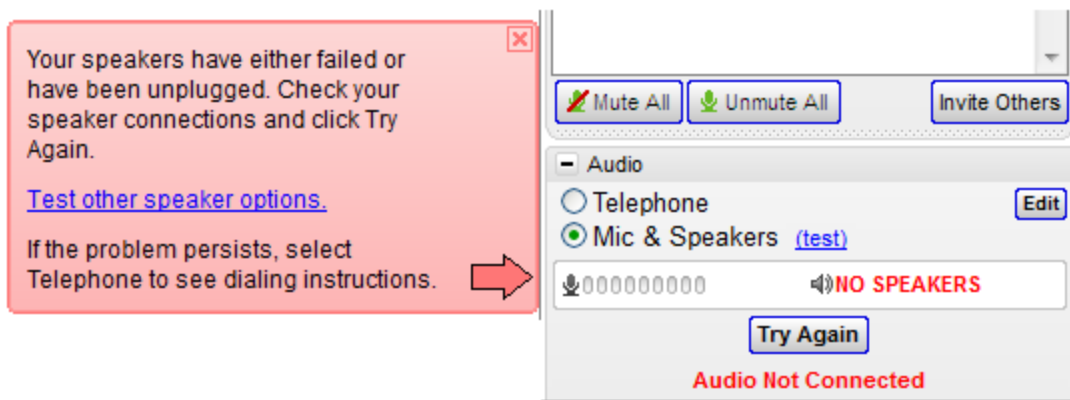 Your speakers have either failed or
have been unplugged. Check your
speaker connections and click Try
Again.
Test other speaker options.
If the problem persists, select
Telephone to see dialing instructions.
Mute All
Unmute All
Invite Others
Audio
Telephone
Edit
Mic & Speakers (test)
000000000
NO SPEAKERS
Try Again
Audio Not Connected